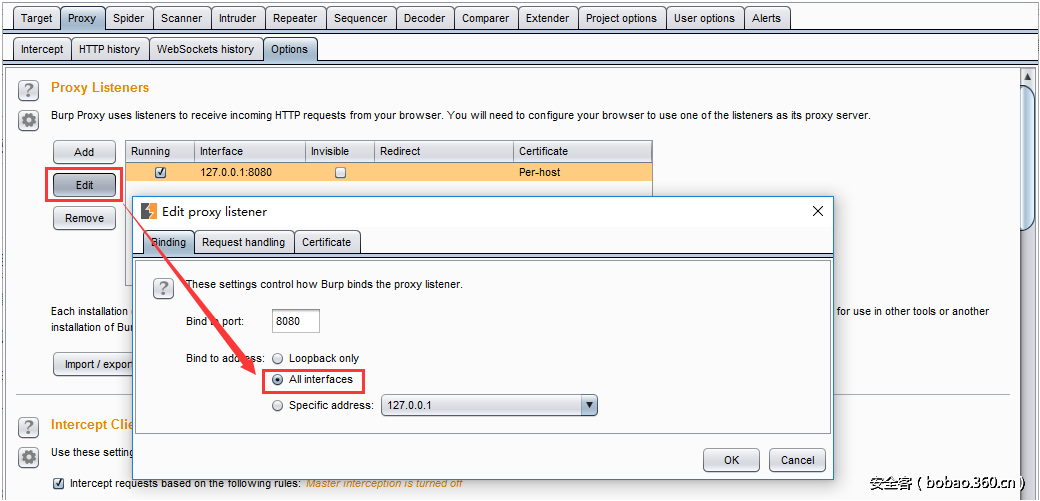 Target Proxy Spider Scanner Intruder Repeater Sequencer Decoder Comparer Extender Project options User options Alerts
Intercept HTTP history WebSockets history Options
? Proxy Listeners
Burp Proxy uses listeners to receive incoming HTTP requests from your browser. You will need to configure your browser to use one of the listeners as its proxy server.
Add Running Interface Invisible Redirect Certificate
127.0.0.1:8080 Per-host
Edit
Remove
Edit proxy listener
Binding Request handling Certificate
? These settings control how Burp binds the proxy listener.
Each installation for use in other tools or another
installation of Bur
Bind to port: 8080
Import / export
Bind to address: Loopback only
All interfaces
Specific address: 127.0.0.1
? Intercept Clie
Use these setting
OK Cancel
Intercept requests based on the following rules: Master interception is turned off
安全客 ( bobao.360.cn )